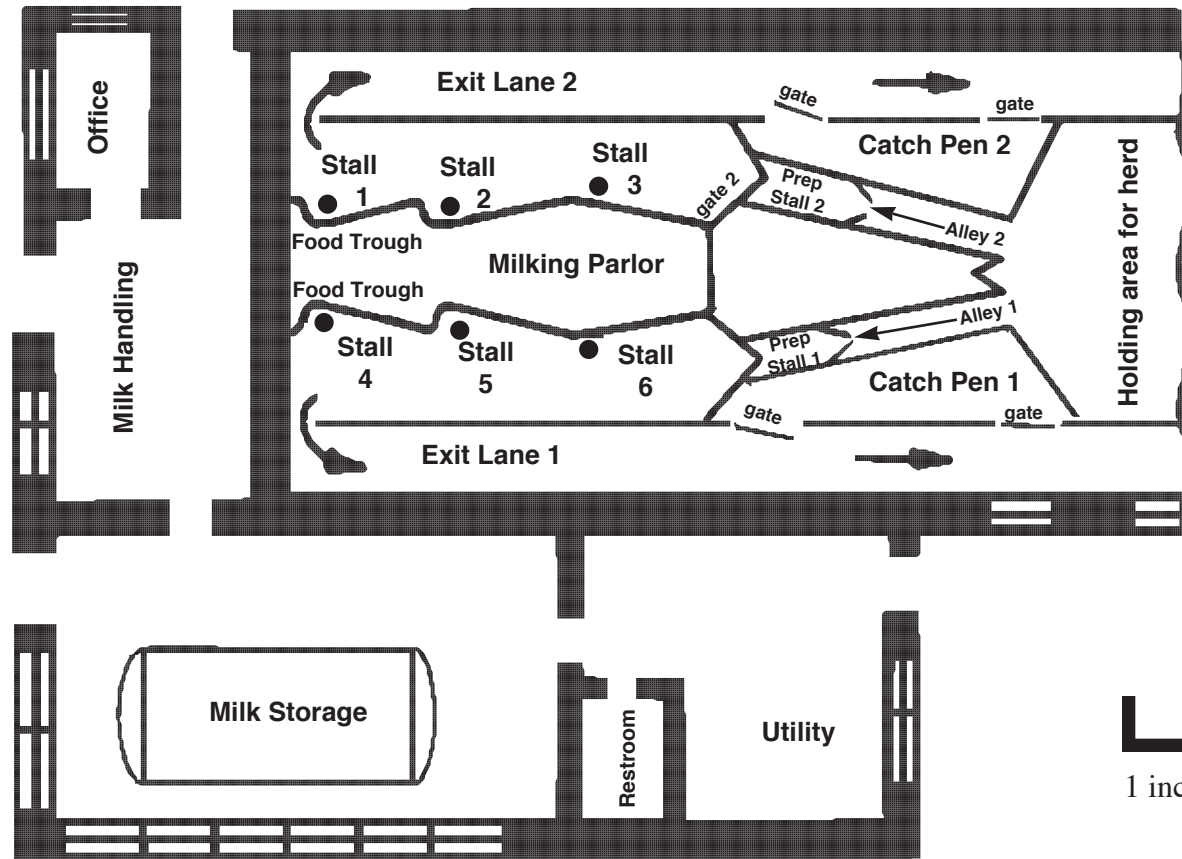 Office
Exit Lane 2
gate
gate
Catch Pen 2
Stall
1
Stall
2
Stall
3
gate 2
Prep
Stall 2
Alley 2
Food Trough
Milking Parlor
Food Trough
Holding area for herd
Milk Handling
Alley 1
Stall
4
Stall
5
Stall
6
Prep
Stall 1
Catch Pen 1
gate
gate
Exit Lane 1
Milk Storage
Restroom
Utility
1 inc